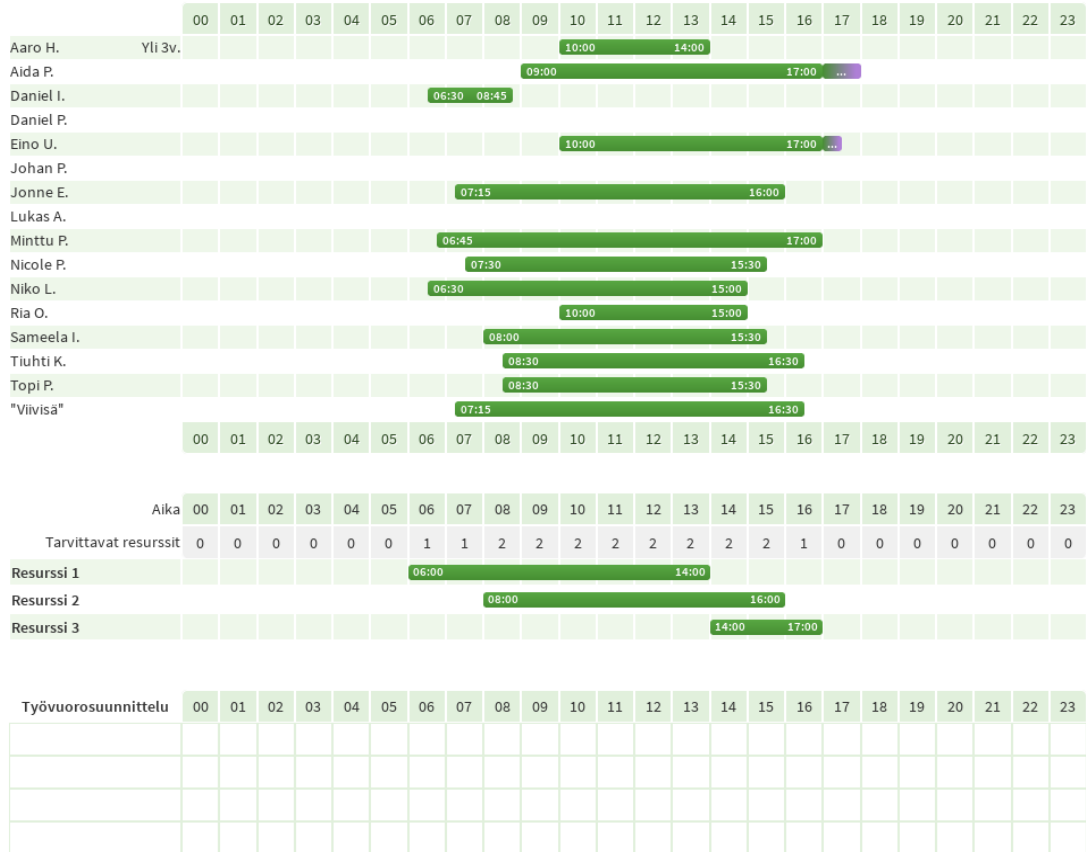 00 01 02 03 04 05 06 07 08 09 10 11 12 13 14 15 16 17 18 19 20 21 22 23
Aaro H. Yli 3v. 10:00 14:00
Aida P. 09:00 17:00 ...
Daniel I. 06:30 08:45
Daniel P.
Eino U. 10:00 17:00 ...
Johan P.
Jonne E. 07:15 16:00
Lukas A.
Minttu P. 06:45 17:00
Nicole P. 07:30 15:30
Niko L. 06:30 15:00
Ria O. 10:00 15:00
Sameela I. 08:00 15:30
Tiuhti K. 08:30 16:30
Topi P. 08:30 15:30
"Viivisä" 07:15 16:30
00 01 02 03 04 05 06 07 08 09 10 11 12 13 14 15 16 17 18 19 20 21 22 23
Aika 00 01 02 03 04 05 06 07 08 09 10 11 12 13 14 15 16 17 18 19 20 21 22 23
Tarvittavat resurssit 0 0 0 0 0 0 1 1 2 2 2 2 2 2 2 2 1 0 0 0 0 0 0 0
Resurssi 1 06:00 14:00
Resurssi 2 08:00 16:00
Resurssi 3 14:00 17:00
Työvuorosuunnittelu 00 01 02 03 04 05 06 07 08 09 10 11 12 13 14 15 16 17 18 19 20 21 22 23